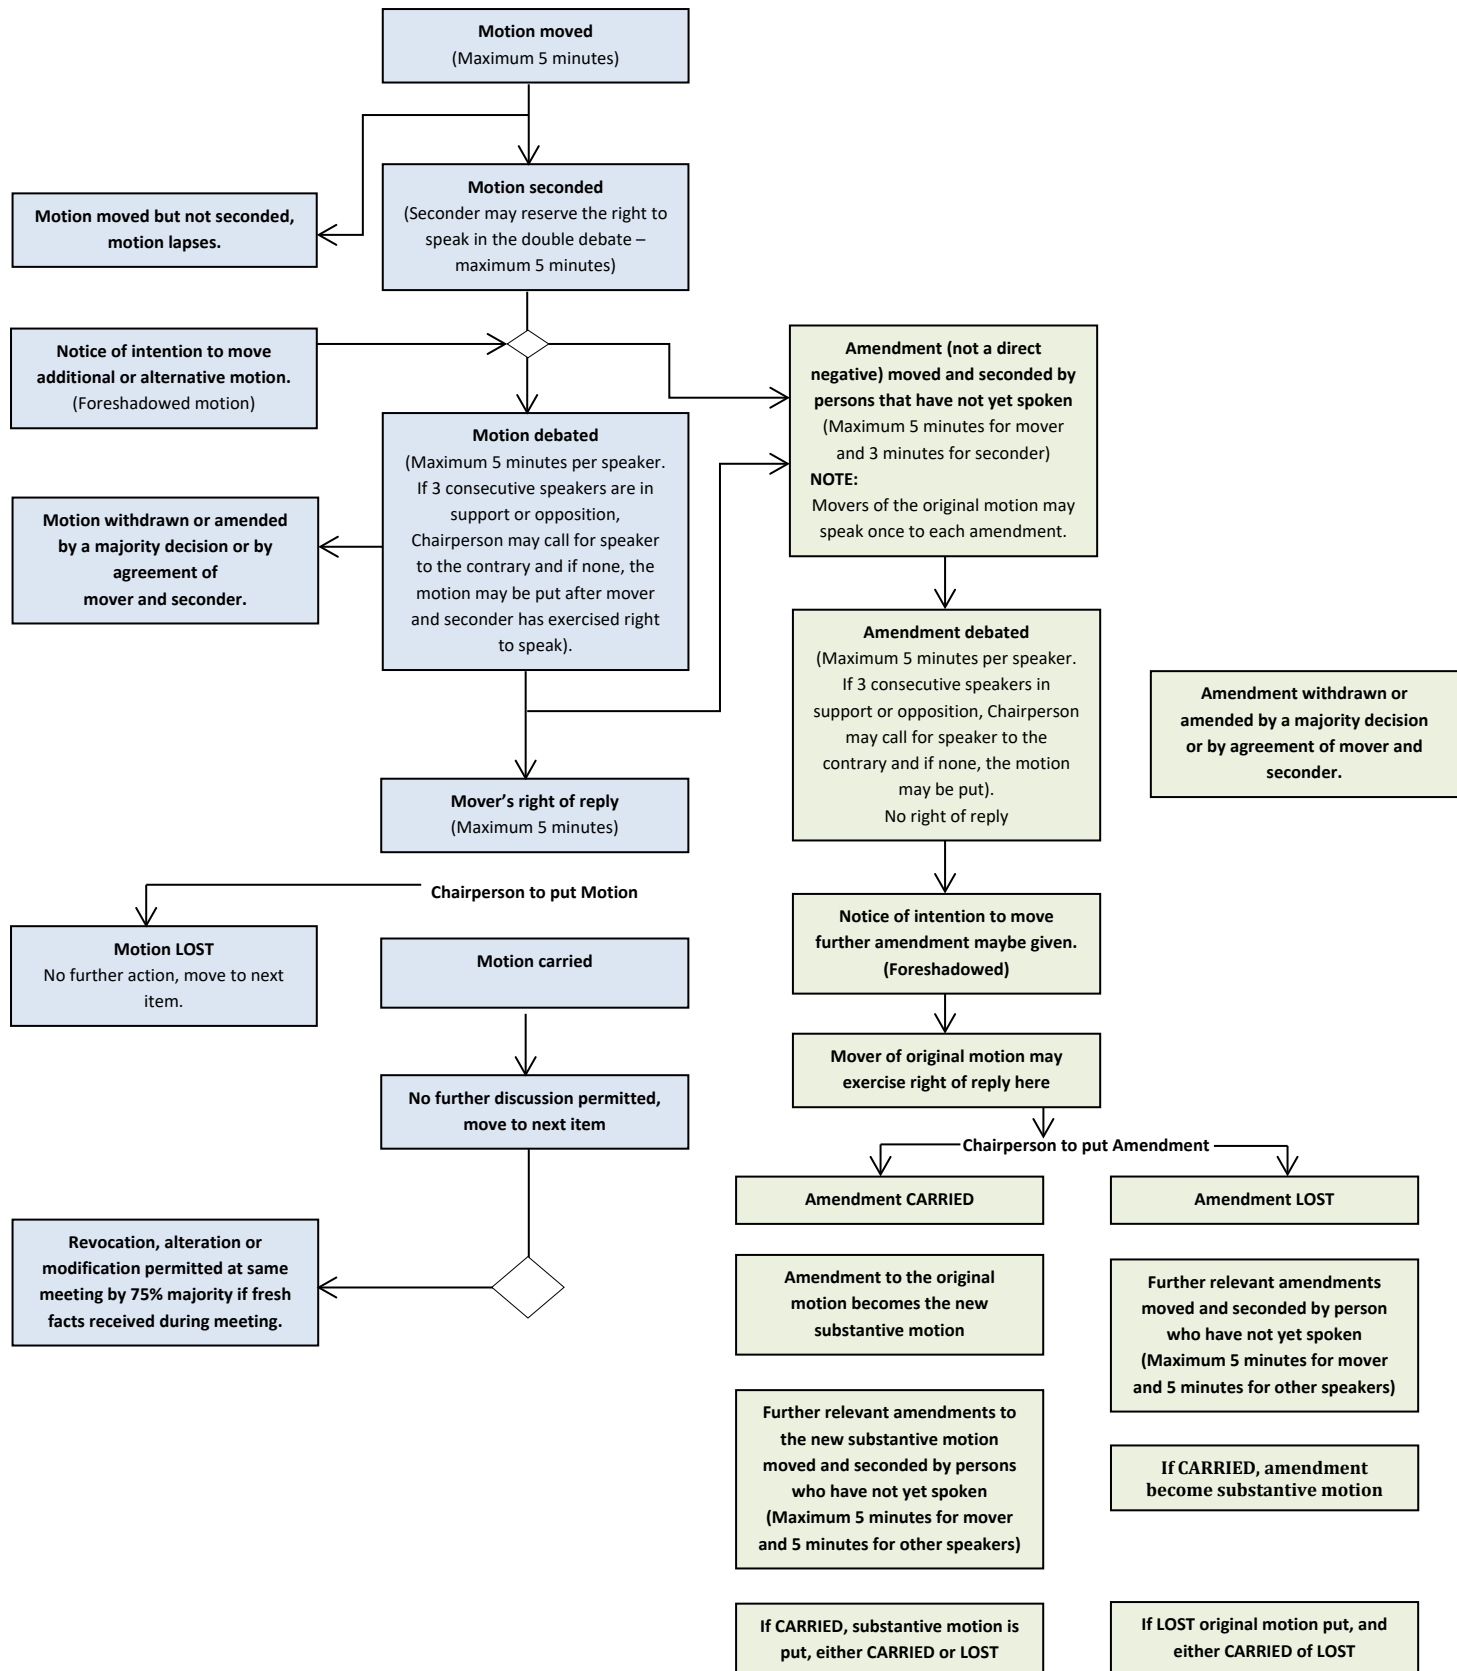 Motion moved
(Maximum 5 minutes)
Motion seconded
(Seconder may reserve the right to
speak in the double debate –
maximum 5 minutes)
Motion moved but not seconded,
motion lapses.
Notice of intention to move
additional or alternative motion.
(Foreshadowed motion)
Motion debated
(Maximum 5 minutes per speaker.
If 3 consecutive speakers are in
support or opposition,
Chairperson may call for speaker
to the contrary and if none, the
motion may be put after mover
and seconder has exercised right
to speak).
Motion withdrawn or amended
by a majority decision or by
agreement of
mover and seconder.
Mover’s right of reply
(Maximum 5 minutes)
Chairperson to put Motion
Motion LOST
No further action, move to next
item.
Motion carried
No further discussion permitted,
move to next item
Revocation, alteration or
modification permitted at same
meeting by 75% majority if fresh
facts received during meeting.
Amendment (not a direct
negative) moved and seconded by
persons that have not yet spoken
(Maximum 5 minutes for mover
and 3 minutes for seconder)
NOTE:
Movers of the original motion may
speak once to each amendment.
Amendment debated
(Maximum 5 minutes per speaker.
If 3 consecutive speakers in
support or opposition, Chairperson
may call for speaker to the
contrary and if none, the motion
may be put).
No right of reply
Amendment withdrawn or
amended by a majority decision
or by agreement of mover and
seconder.
Notice of intention to move
further amendment maybe given.
(Foreshadowed)
Mover of original motion may
exercise right of reply here
Chairperson to put Amendment
Amendment CARRIED
Amendment to the original
motion becomes the new
substantive motion
Further relevant amendments to
the new substantive motion
moved and seconded by persons
who have not yet spoken
(Maximum 5 minutes for mover
and 5 minutes for other speakers)
If CARRIED, substantive motion is
put, either CARRIED or LOST
Amendment LOST
Further relevant amendments
moved and seconded by person
who have not yet spoken
(Maximum 5 minutes for mover
and 5 minutes for other speakers)
If CARRIED, amendment
become substantive motion
If LOST original motion put, and
either CARRIED of LOST